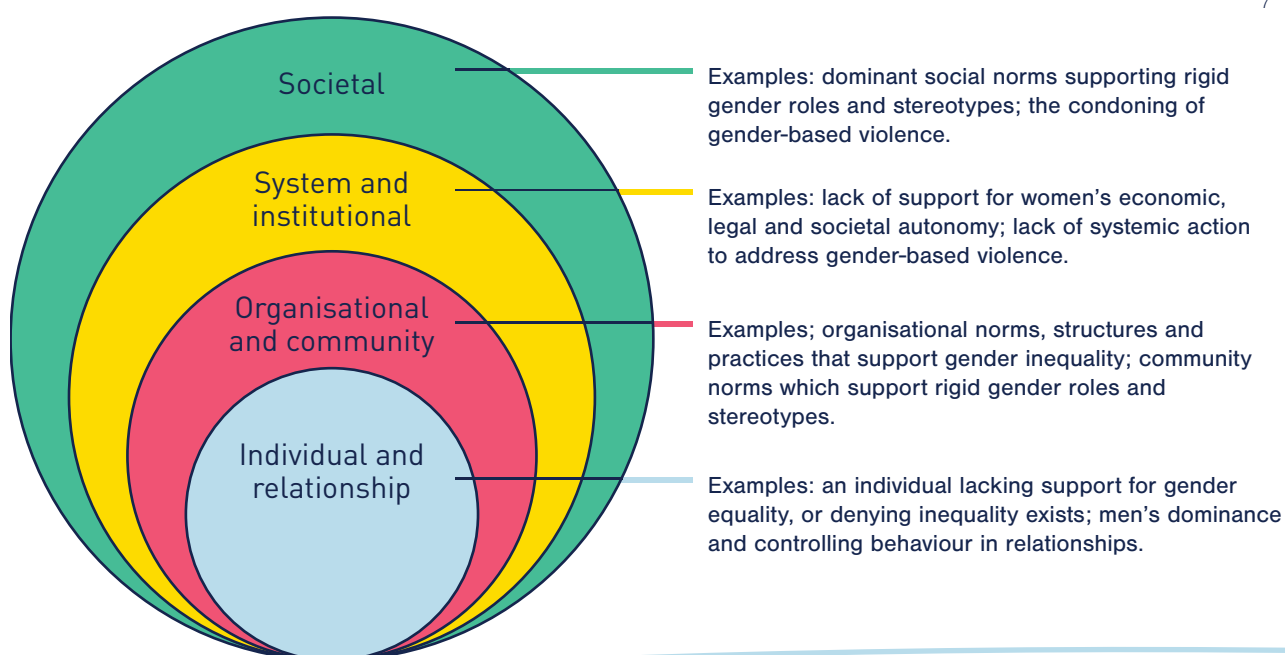 7
Societal
Examples: dominant social norms supporting rigid
gender roles and stereotypes; the condoning of
gender-based violence.
System and
institutional
Examples: lack of support for women’s economic,
legal and societal autonomy; lack of systemic action
to address gender-based violence.
Organisational
and community
Examples; organisational norms, structures and
practices that support gender inequality; community
norms which support rigid gender roles and
stereotypes.
Individual and
relationship
Examples: an individual lacking support for gender
equality, or denying inequality exists; men’s dominance
and controlling behaviour in relationships.